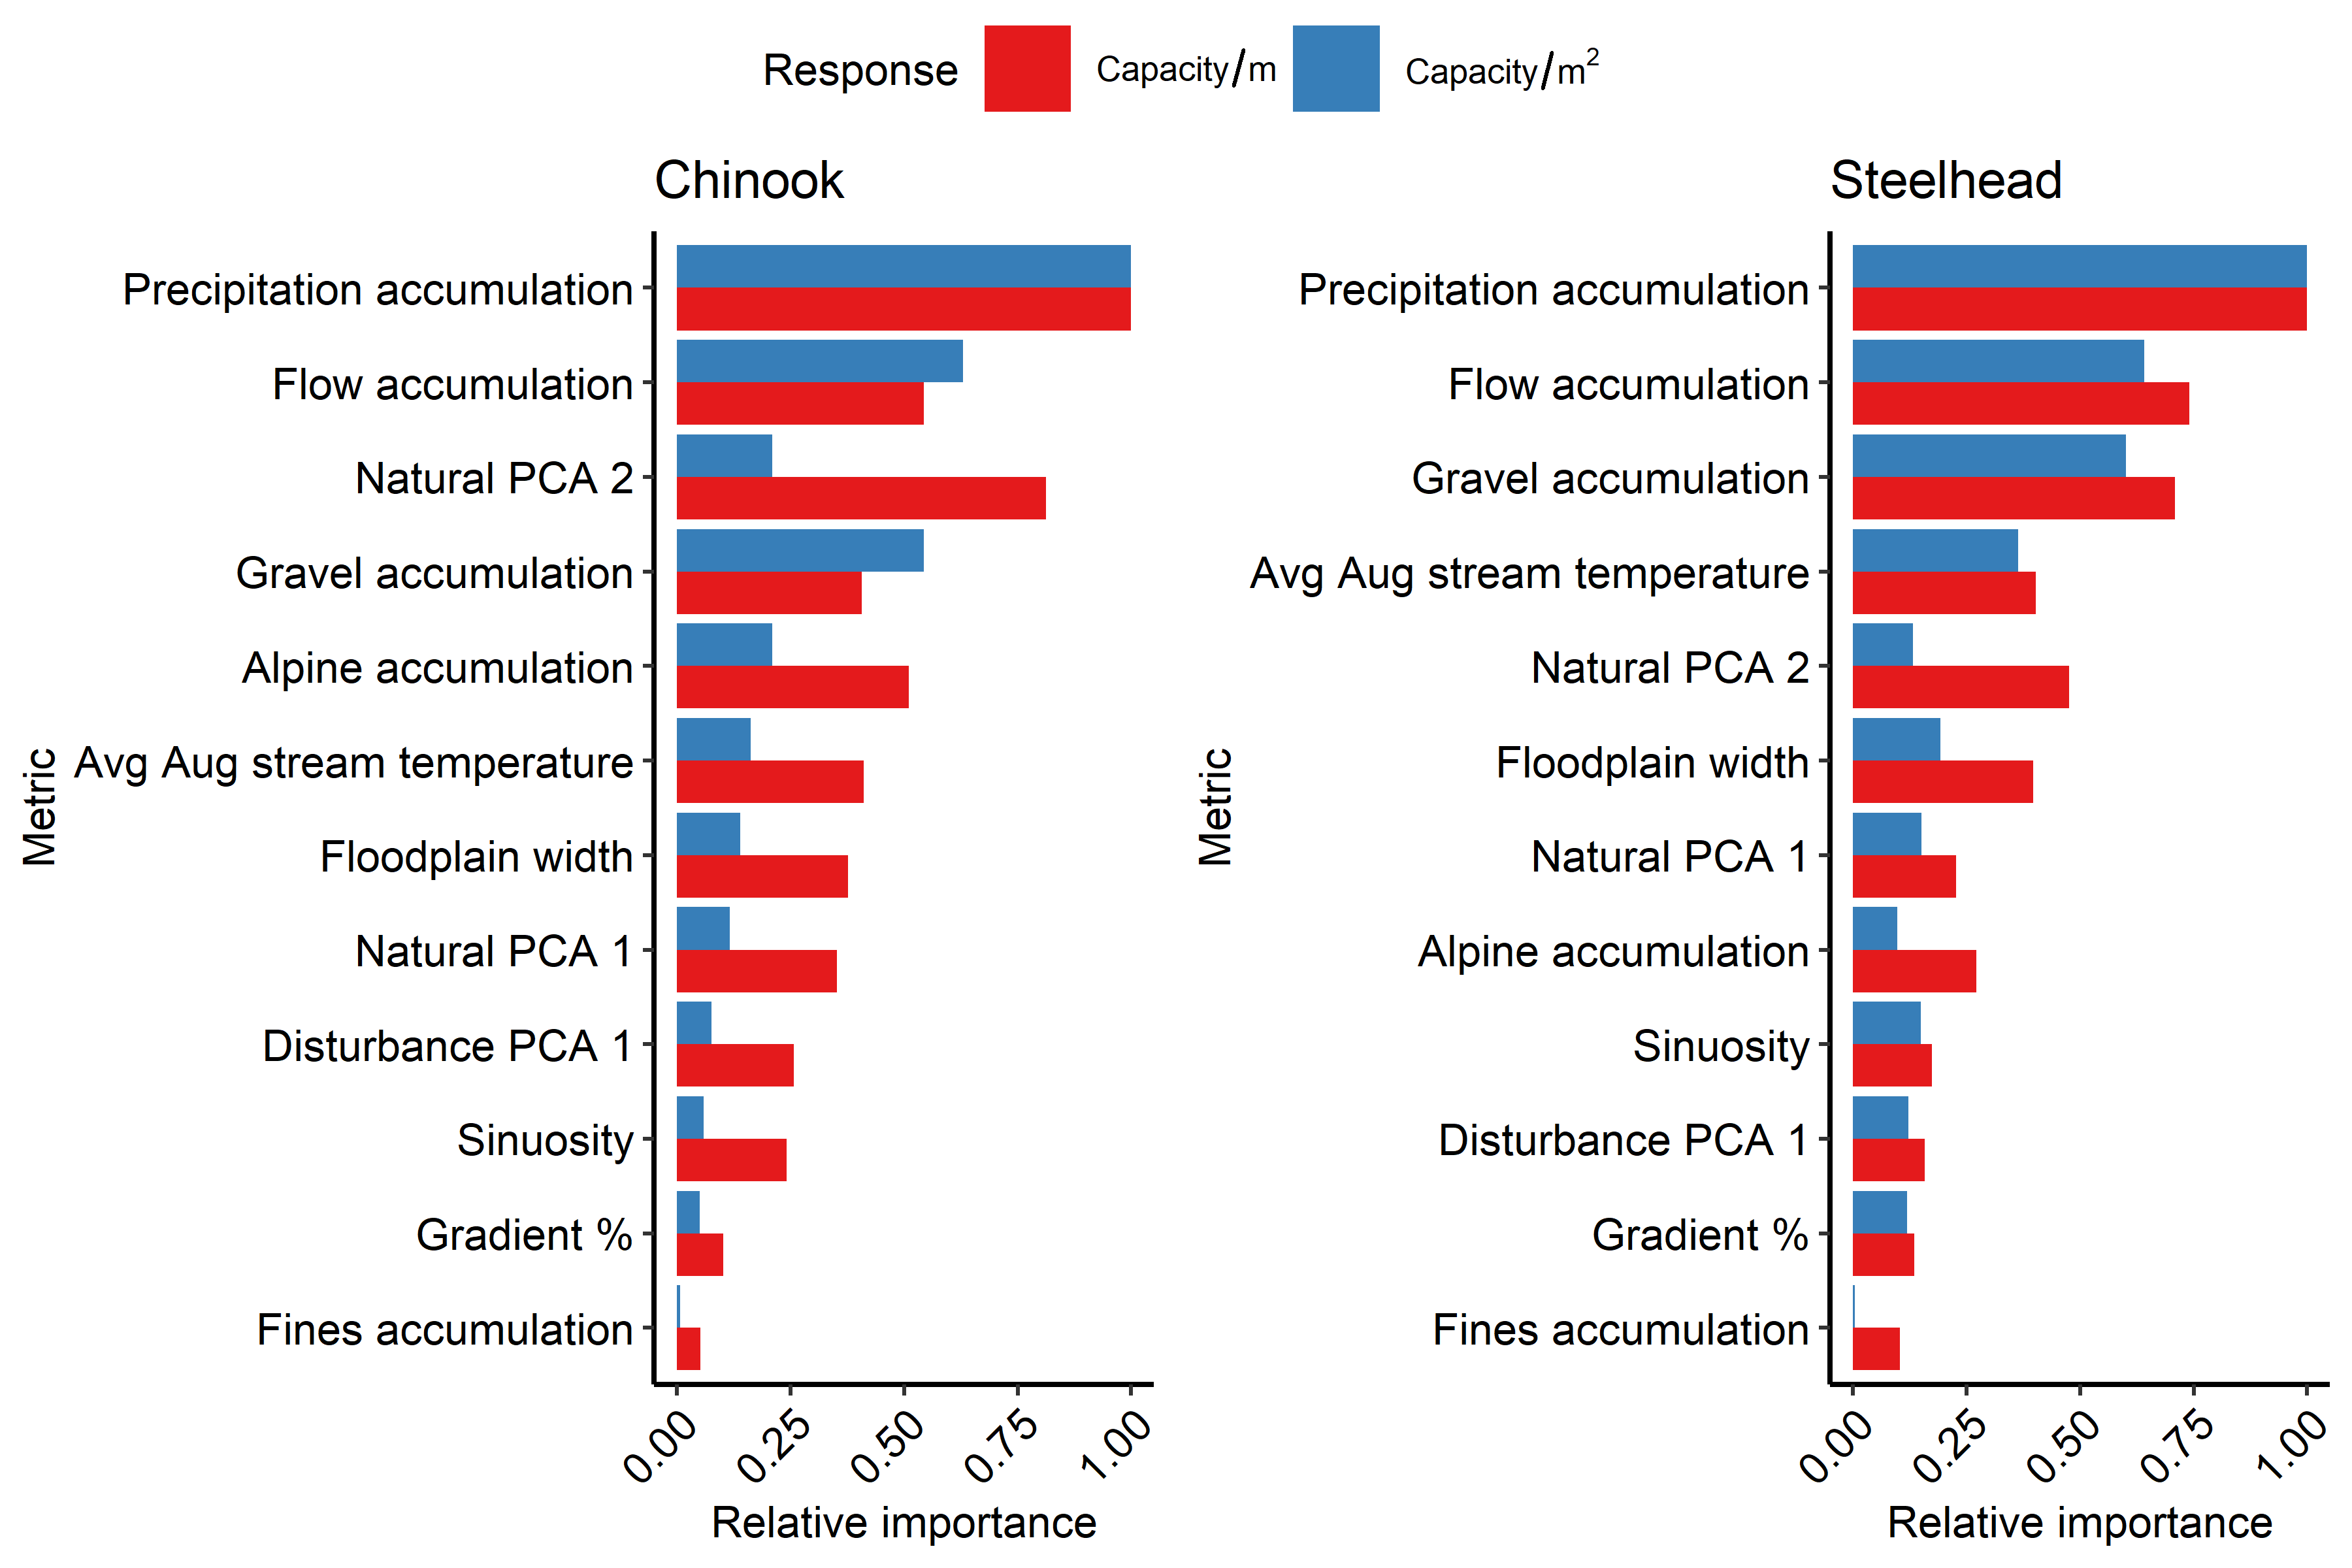 Response Capacity/m Capacity/m²
Chinook
Precipitation accumulation
Flow accumulation
Natural PCA 2
Gravel accumulation
Alpine accumulation
Avg Aug stream temperature
Floodplain width
Natural PCA 1
Disturbance PCA 1
Sinuosity
Gradient %
Fines accumulation
Metric
0.00 0.25 0.50 0.75 1.00
Relative importance
Steelhead
Precipitation accumulation
Flow accumulation
Gravel accumulation
Avg Aug stream temperature
Natural PCA 2
Floodplain width
Natural PCA 1
Alpine accumulation
Sinuosity
Disturbance PCA 1
Gradient %
Fines accumulation
Metric
0.00 0.25 0.50 0.75 1.00
Relative importance